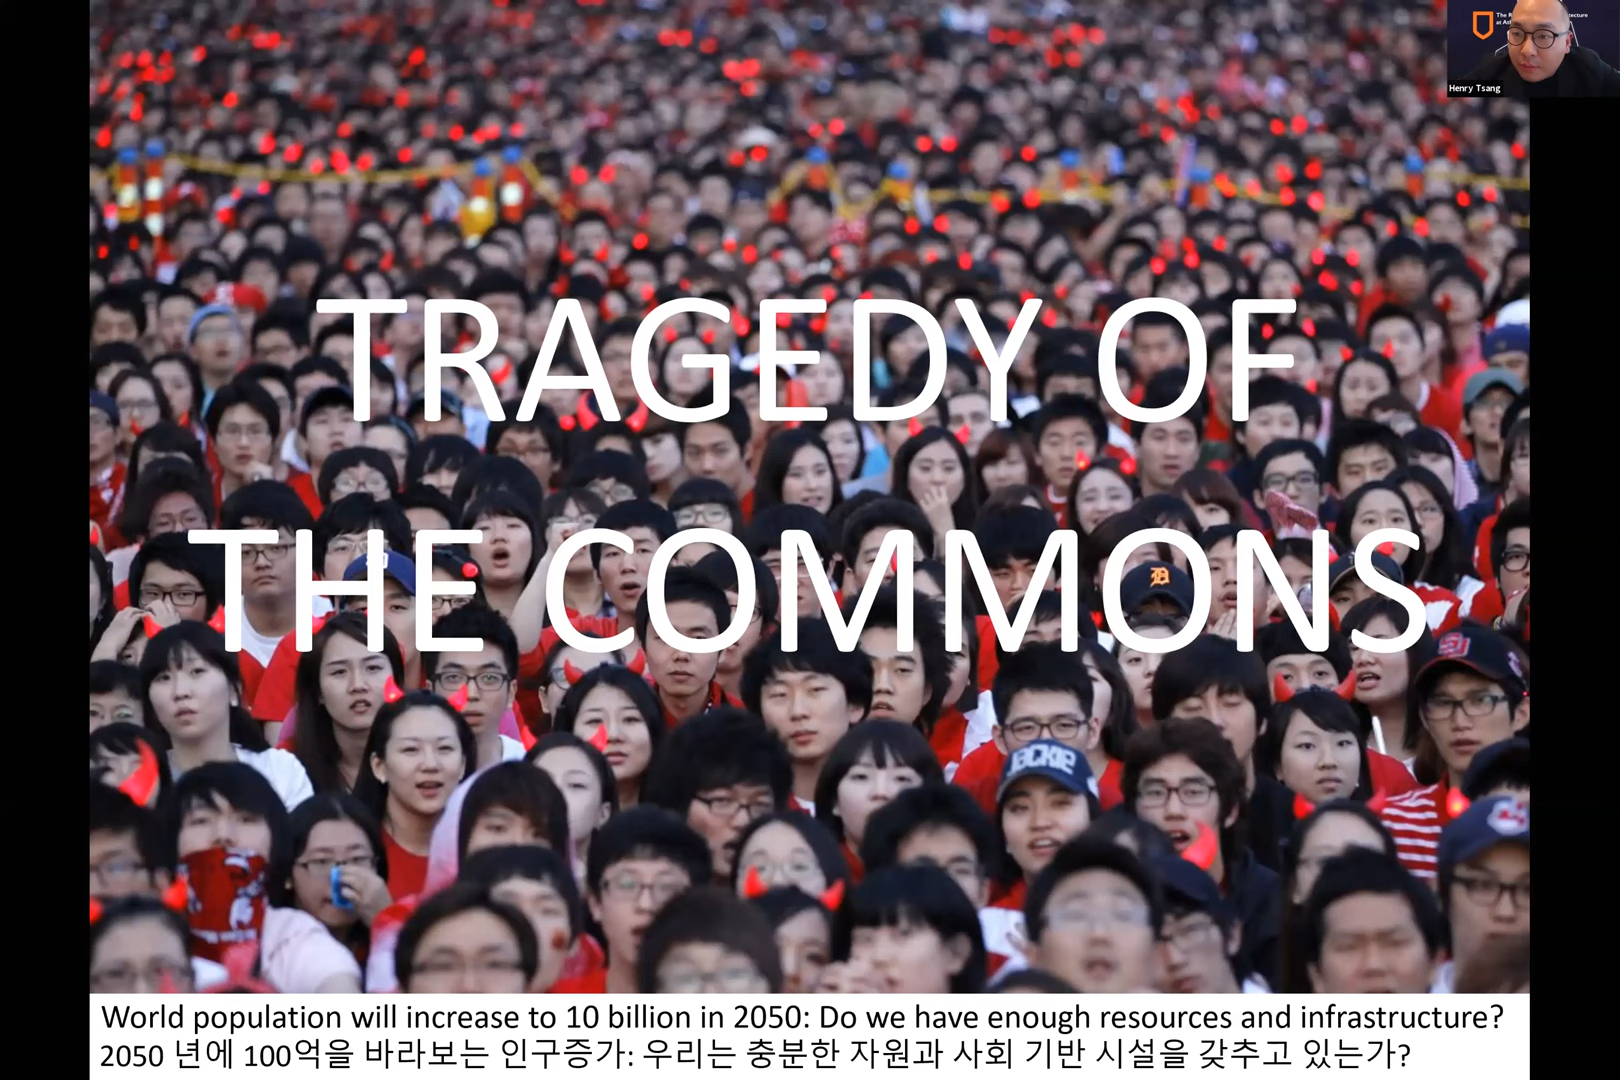 TRAGEDY OF
THE COMMONS
World population will increase to 10 billion in 2050: Do we have enough resources and infrastructure?
2050 년에 100억을 바라보는 인구증가: 우리는 충분한 자원과 사회 기반 시설을 갖추고 있는가?
Henry Tsang
JACKIE
D